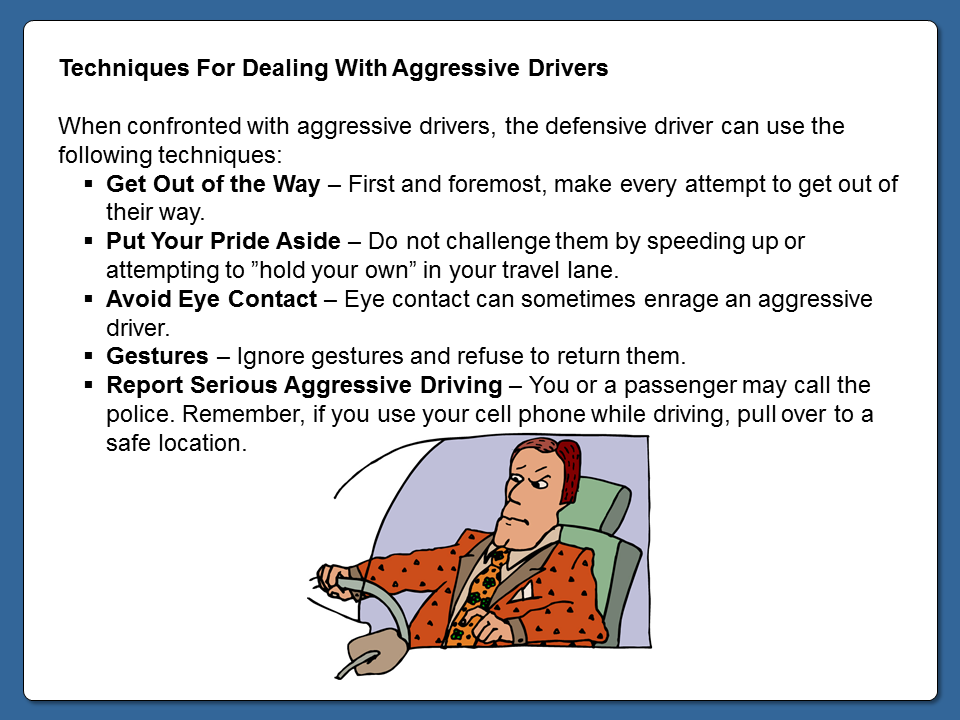 Techniques For Dealing With Aggressive Drivers
When confronted with aggressive drivers, the defensive driver can use the
following techniques:
▪ Get Out of the Way – First and foremost, make every attempt to get out of
their way.
▪ Put Your Pride Aside – Do not challenge them by speeding up or
attempting to ”hold your own” in your travel lane.
▪ Avoid Eye Contact – Eye contact can sometimes enrage an aggressive
driver.
▪ Gestures – Ignore gestures and refuse to return them.
▪ Report Serious Aggressive Driving – You or a passenger may call the
police. Remember, if you use your cell phone while driving, pull over to a
safe location.